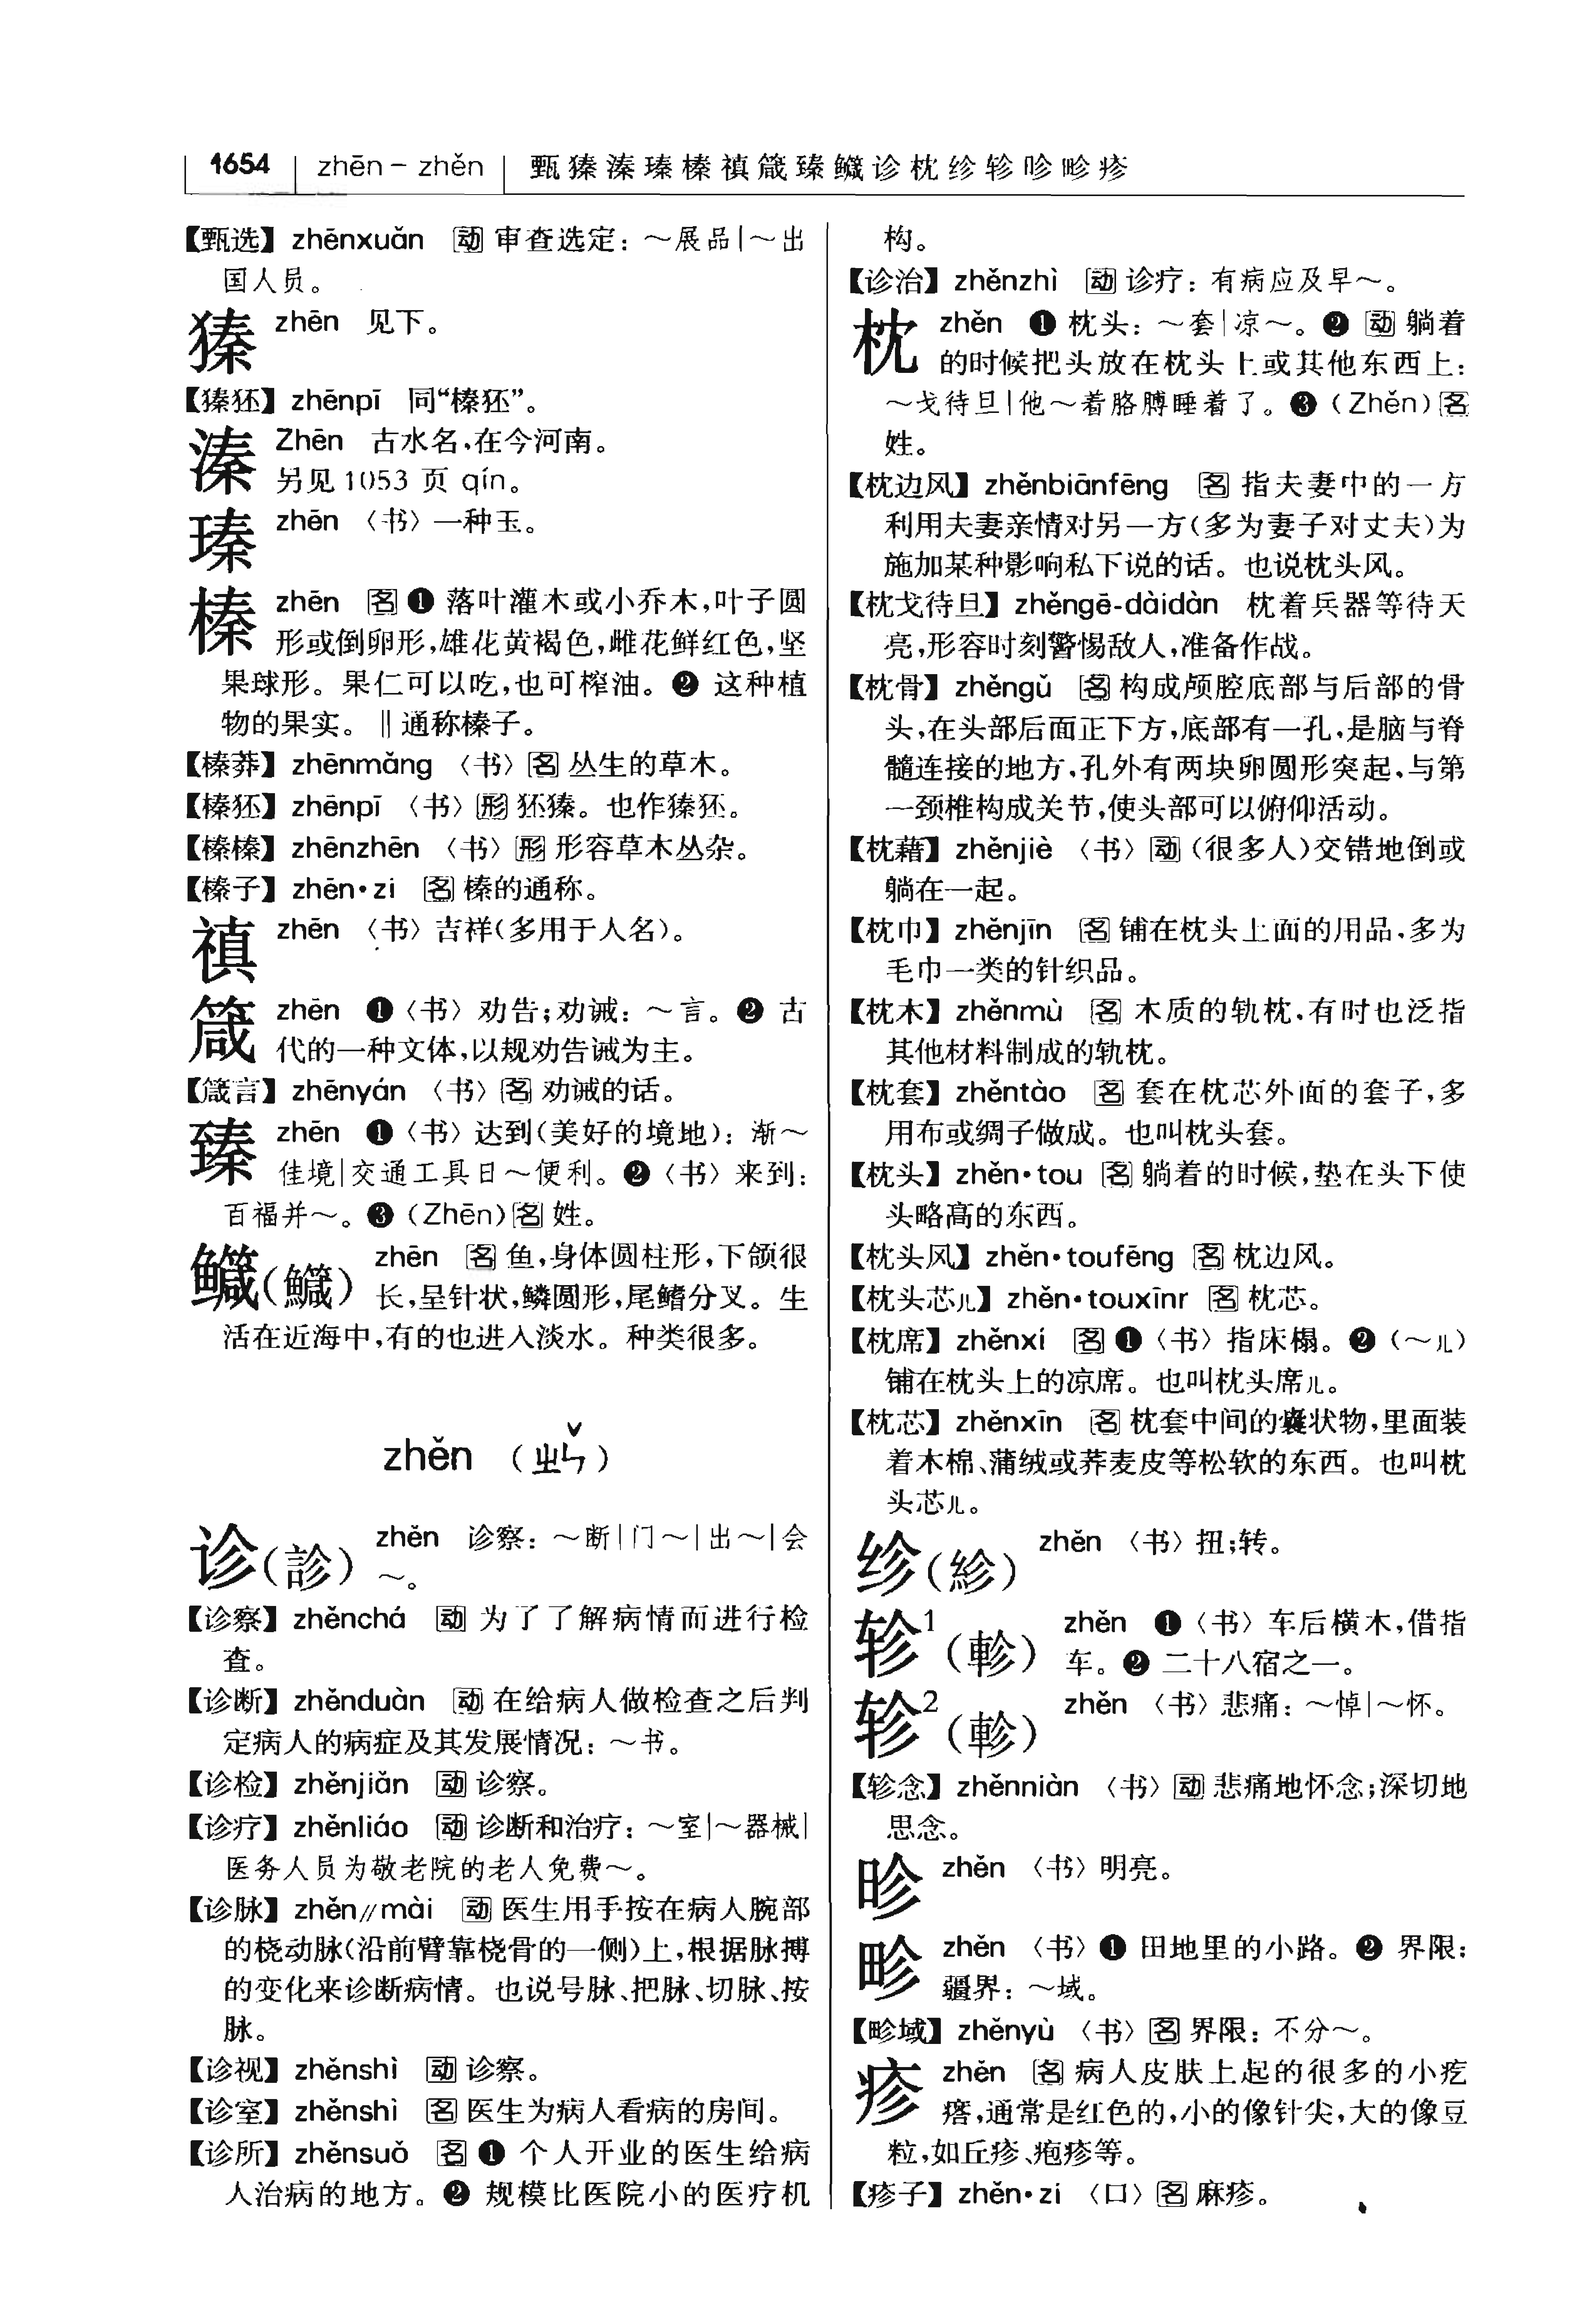 1654 zhēn－zhěn 甄獉溱瑧榛禛箴臻鱵诊枕紾轸昣畛疹
【甄选】zhēnxuǎn 动 审查选定：～展品|～出
国人员。
獉 zhēn 见下。
【獉狉】zhēnpī 同“榛狉”。
溱 Zhēn 古水名，在今河南。
另见1053页 qín。
瑧 zhēn 〈书〉一种玉。
榛 zhēn 名 ❶ 落叶灌木或小乔木，叶子圆
形或倒卵形，雄花黄褐色，雌花鲜红色，坚
果球形。果仁可以吃，也可榨油。❷ 这种植
物的果实。‖通称榛子。
【榛莽】zhēnmǎng 〈书〉名 丛生的草木。
【榛狉】zhēnpī 〈书〉形 狉獉。也作獉狉。
【榛榛】zhēnzhēn 〈书〉形 形容草木丛杂。
【榛子】zhēn•zi 名 榛的通称。
禛 zhēn 〈书〉吉祥(多用于人名)。
箴 zhēn ❶〈书〉劝告；劝诫：～言。❷ 古
代的一种文体，以规劝告诫为主。
【箴言】zhēnyán 〈书〉名 劝诫的话。
臻 zhēn ❶〈书〉达到(美好的境地)：渐～
佳境|交通工具日～便利。❷〈书〉来到：
百福并～。❸ (Zhēn)名 姓。
鱵(鱵) zhēn 名 鱼，身体圆柱形，下颌很
长，呈针状，鳞圆形，尾鳍分叉。生
活在近海中，有的也进入淡水。种类很多。
zhěn (ㄓㄣˇ)
诊(診) zhěn 诊察：～断|门～|出～|会
～。
【诊察】zhěnchá 动 为了了解病情而进行检
查。
【诊断】zhěnduàn 动 在给病人做检查之后判
定病人的病症及其发展情况：～书。
【诊检】zhěnjiǎn 动 诊察。
【诊疗】zhěnliáo 动 诊断和治疗：～室|～器械|
医务人员为敬老院的老人免费～。
【诊脉】zhěn//mài 动 医生用手按在病人腕部
的桡动脉(沿前臂靠桡骨的一侧)上，根据脉搏
的变化来诊断病情。也说号脉、把脉、切脉、按
脉。
【诊视】zhěnshì 动 诊察。
【诊室】zhěnshì 名 医生为病人看病的房间。
【诊所】zhěnsuǒ 名 ❶ 个人开业的医生给病
人治病的地方。❷ 规模比医院小的医疗机
构。
【诊治】zhěnzhì 动 诊疗：有病应及早～。
枕 zhěn ❶ 枕头：～套|凉～。❷ 动 躺着
的时候把头放在枕头上或其他东西上：
～戈待旦|他～着胳膊睡着了。❸ (Zhěn)名
姓。
【枕边风】zhěnbiānfēng 名 指夫妻中的一方
利用夫妻亲情对另一方(多为妻子对丈夫)为
施加某种影响私下说的话。也说枕头风。
【枕戈待旦】zhěngē-dàidàn 枕着兵器等待天
亮，形容时刻警惕敌人，准备作战。
【枕骨】zhěngǔ 名 构成颅腔底部与后部的骨
头，在头部后面正下方，底部有一孔，是脑与脊
髓连接的地方，孔外有两块卵圆形突起，与第
一颈椎构成关节，使头部可以俯仰活动。
【枕藉】zhěnjiè 〈书〉动 (很多人)交错地倒或
躺在一起。
【枕巾】zhěnjīn 名 铺在枕头上面的用品，多为
毛巾一类的针织品。
【枕木】zhěnmù 名 木质的轨枕，有时也泛指
其他材料制成的轨枕。
【枕套】zhěntào 名 套在枕芯外面的套子，多
用布或绸子做成。也叫枕头套。
【枕头】zhěn•tou 名 躺着的时候，垫在头下使
头略高的东西。
【枕头风】zhěn•toufēng 名 枕边风。
【枕头芯儿】zhěn•touxīnr 名 枕芯。
【枕席】zhěnxí 名 ❶〈书〉指床榻。❷ (～儿)
铺在枕头上的凉席。也叫枕头席儿。
【枕芯】zhěnxīn 名 枕套中间的囊状物，里面装
着木棉、蒲绒或荞麦皮等松软的东西。也叫枕
头芯儿。
紾(紾) zhěn 〈书〉扭；转。
轸¹(軫) zhěn ❶〈书〉车后横木，借指
车。❷ 二十八宿之一。
轸²(軫) zhěn 〈书〉悲痛：～悼|～怀。
【轸念】zhěnniàn 〈书〉动 悲痛地怀念；深切地
思念。
昣 zhěn 〈书〉明亮。
畛 zhěn 〈书〉❶ 田地里的小路。❷ 界限；
疆界：～域。
【畛域】zhěnyù 〈书〉名 界限：不分～。
疹 zhěn 名 病人皮肤上起的很多的小疙
瘩，通常是红色的，小的像针尖，大的像豆
粒，如丘疹、疱疹等。
【疹子】zhěn•zi 〈口〉名 麻疹。